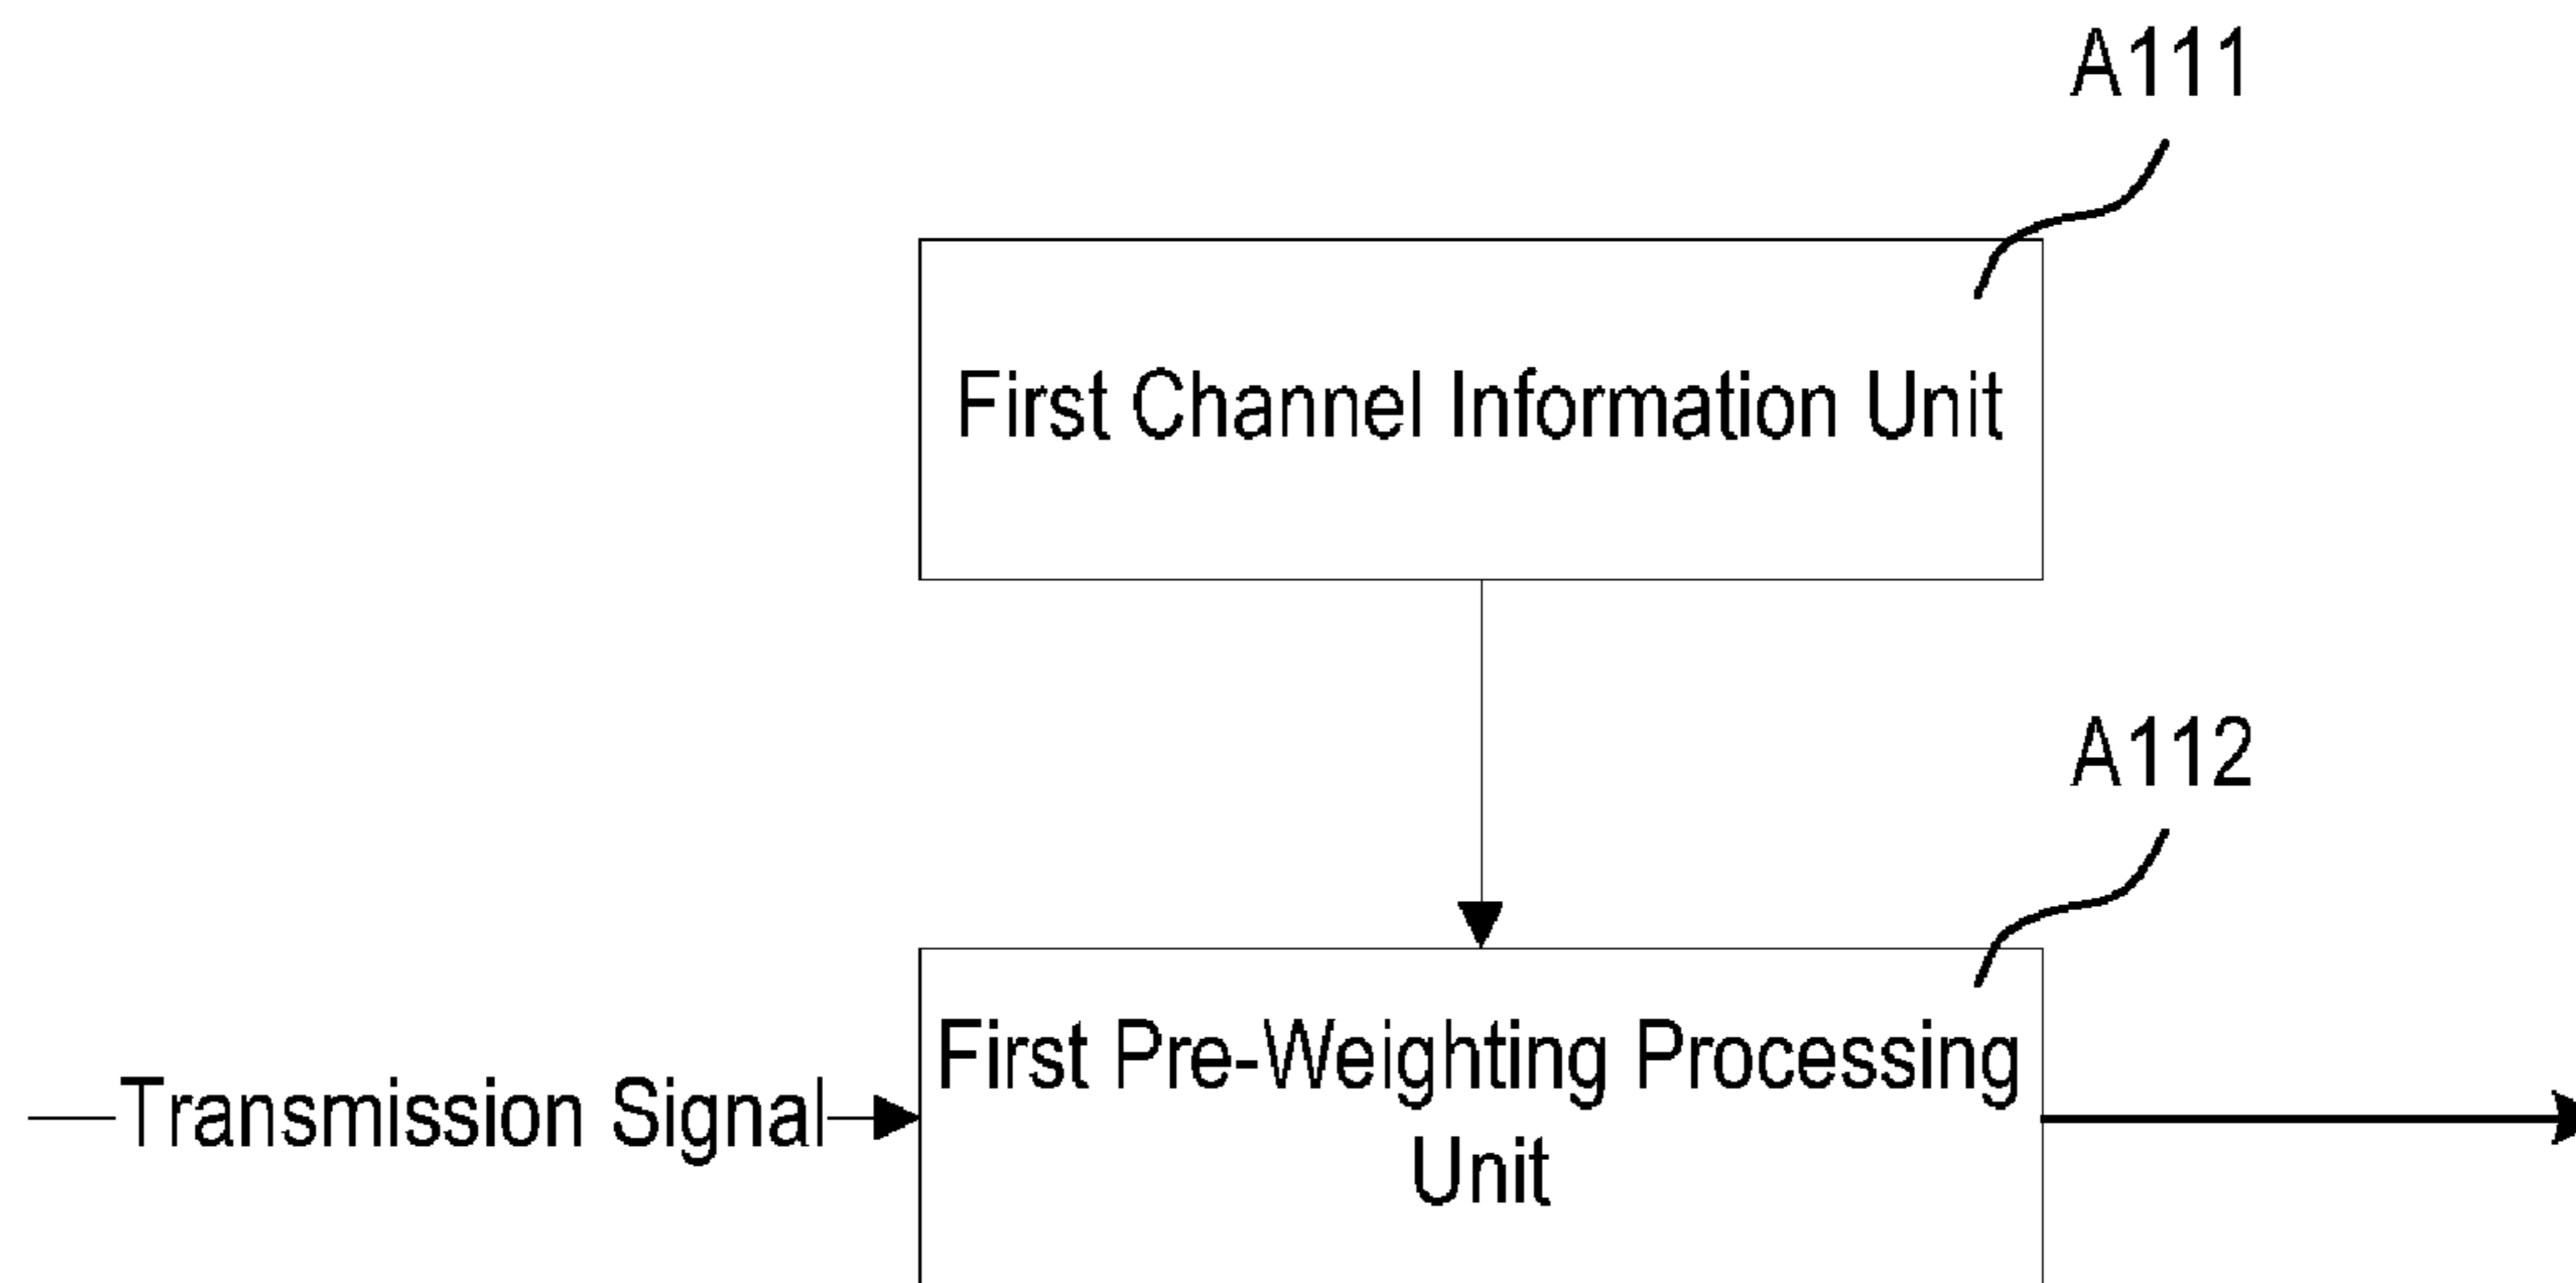 A111
First Channel Information Unit
A112
Transmission Signal
First Pre-Weighting Processing
Unit